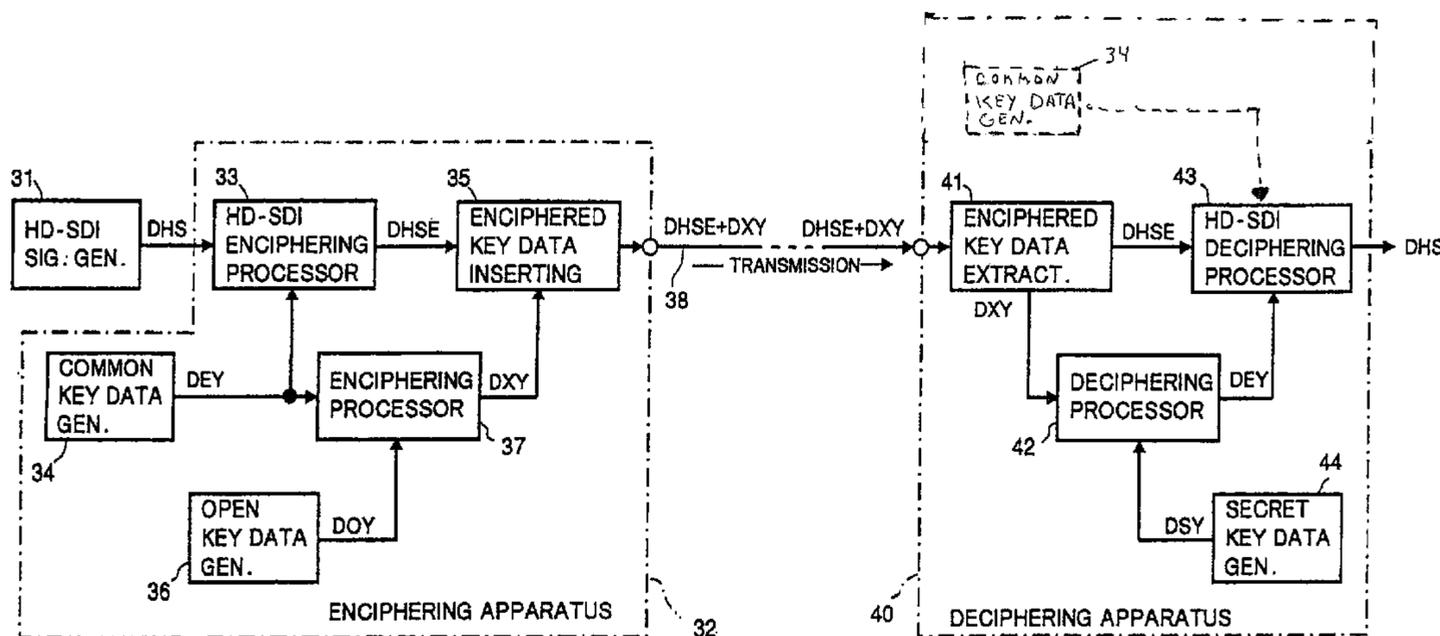 34
COMMON
KEY DATA
GEN.
31
HD-SDI
SIG. GEN.
DHS
33
HD-SDI
ENCIPHERING
PROCESSOR
DHSE
35
ENCIPHERED
KEY DATA
INSERTING
DHSE+DXY
DHSE+DXY
TRANSMISSION
38
41
ENCIPHERED
KEY DATA
EXTRACT.
DHSE
43
HD-SDI
DECIPHERING
PROCESSOR
DHS
DXY
COMMON
KEY DATA
GEN.
34
DEY
ENCIPHERING
PROCESSOR
37
DXY
DECIPHERING
PROCESSOR
42
DEY
OPEN
KEY DATA
GEN.
36
DOY
DSY
44
SECRET
KEY DATA
GEN.
ENCIPHERING APPARATUS
32
40
DECIPHERING APPARATUS